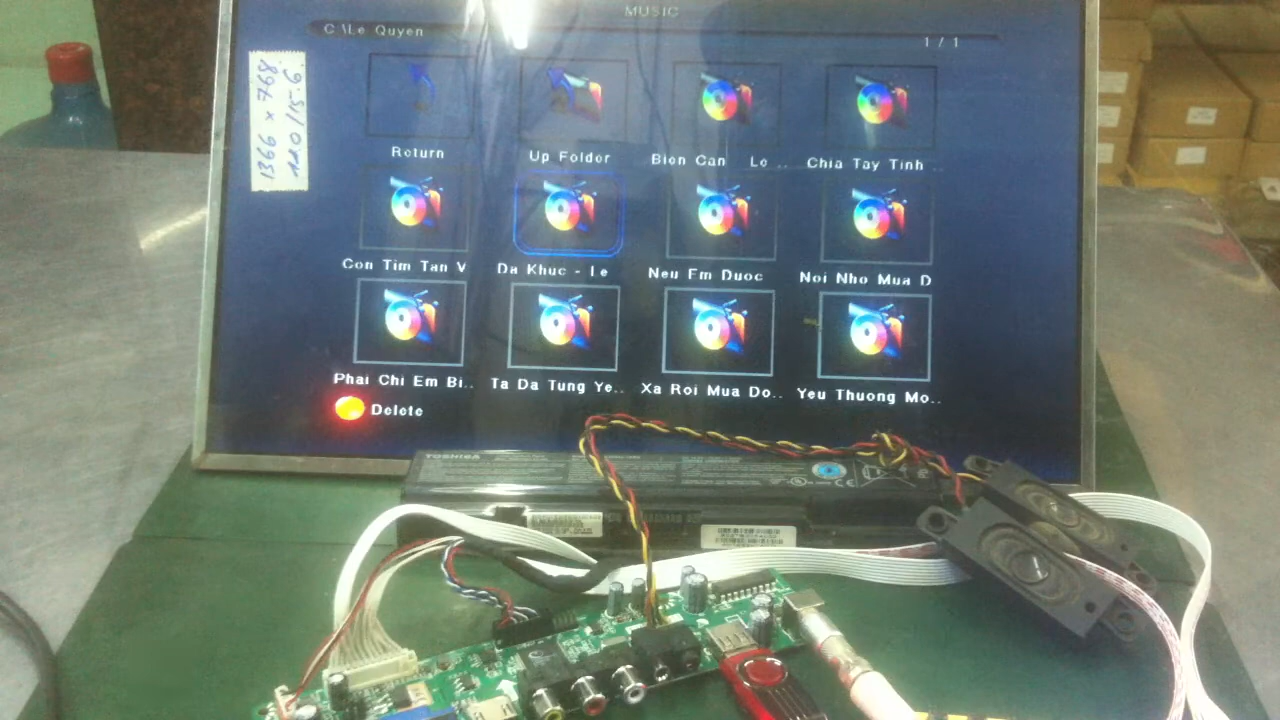 MUSIC
C \Le Quyen
1 / 1
1366 x 768
Return
Up Folder
Bien Can Le ..
Chia Tay Tinh ..
Con Tim Tan V
Da Khuc - Le
Neu Em Duoc
Noi Nho Mua D
Phai Chi Em Bi..
Ta Da Tung Ye..
Xa Roi Mua Do..
Yeu Thuong Mo..
Delete
TOSHIBA